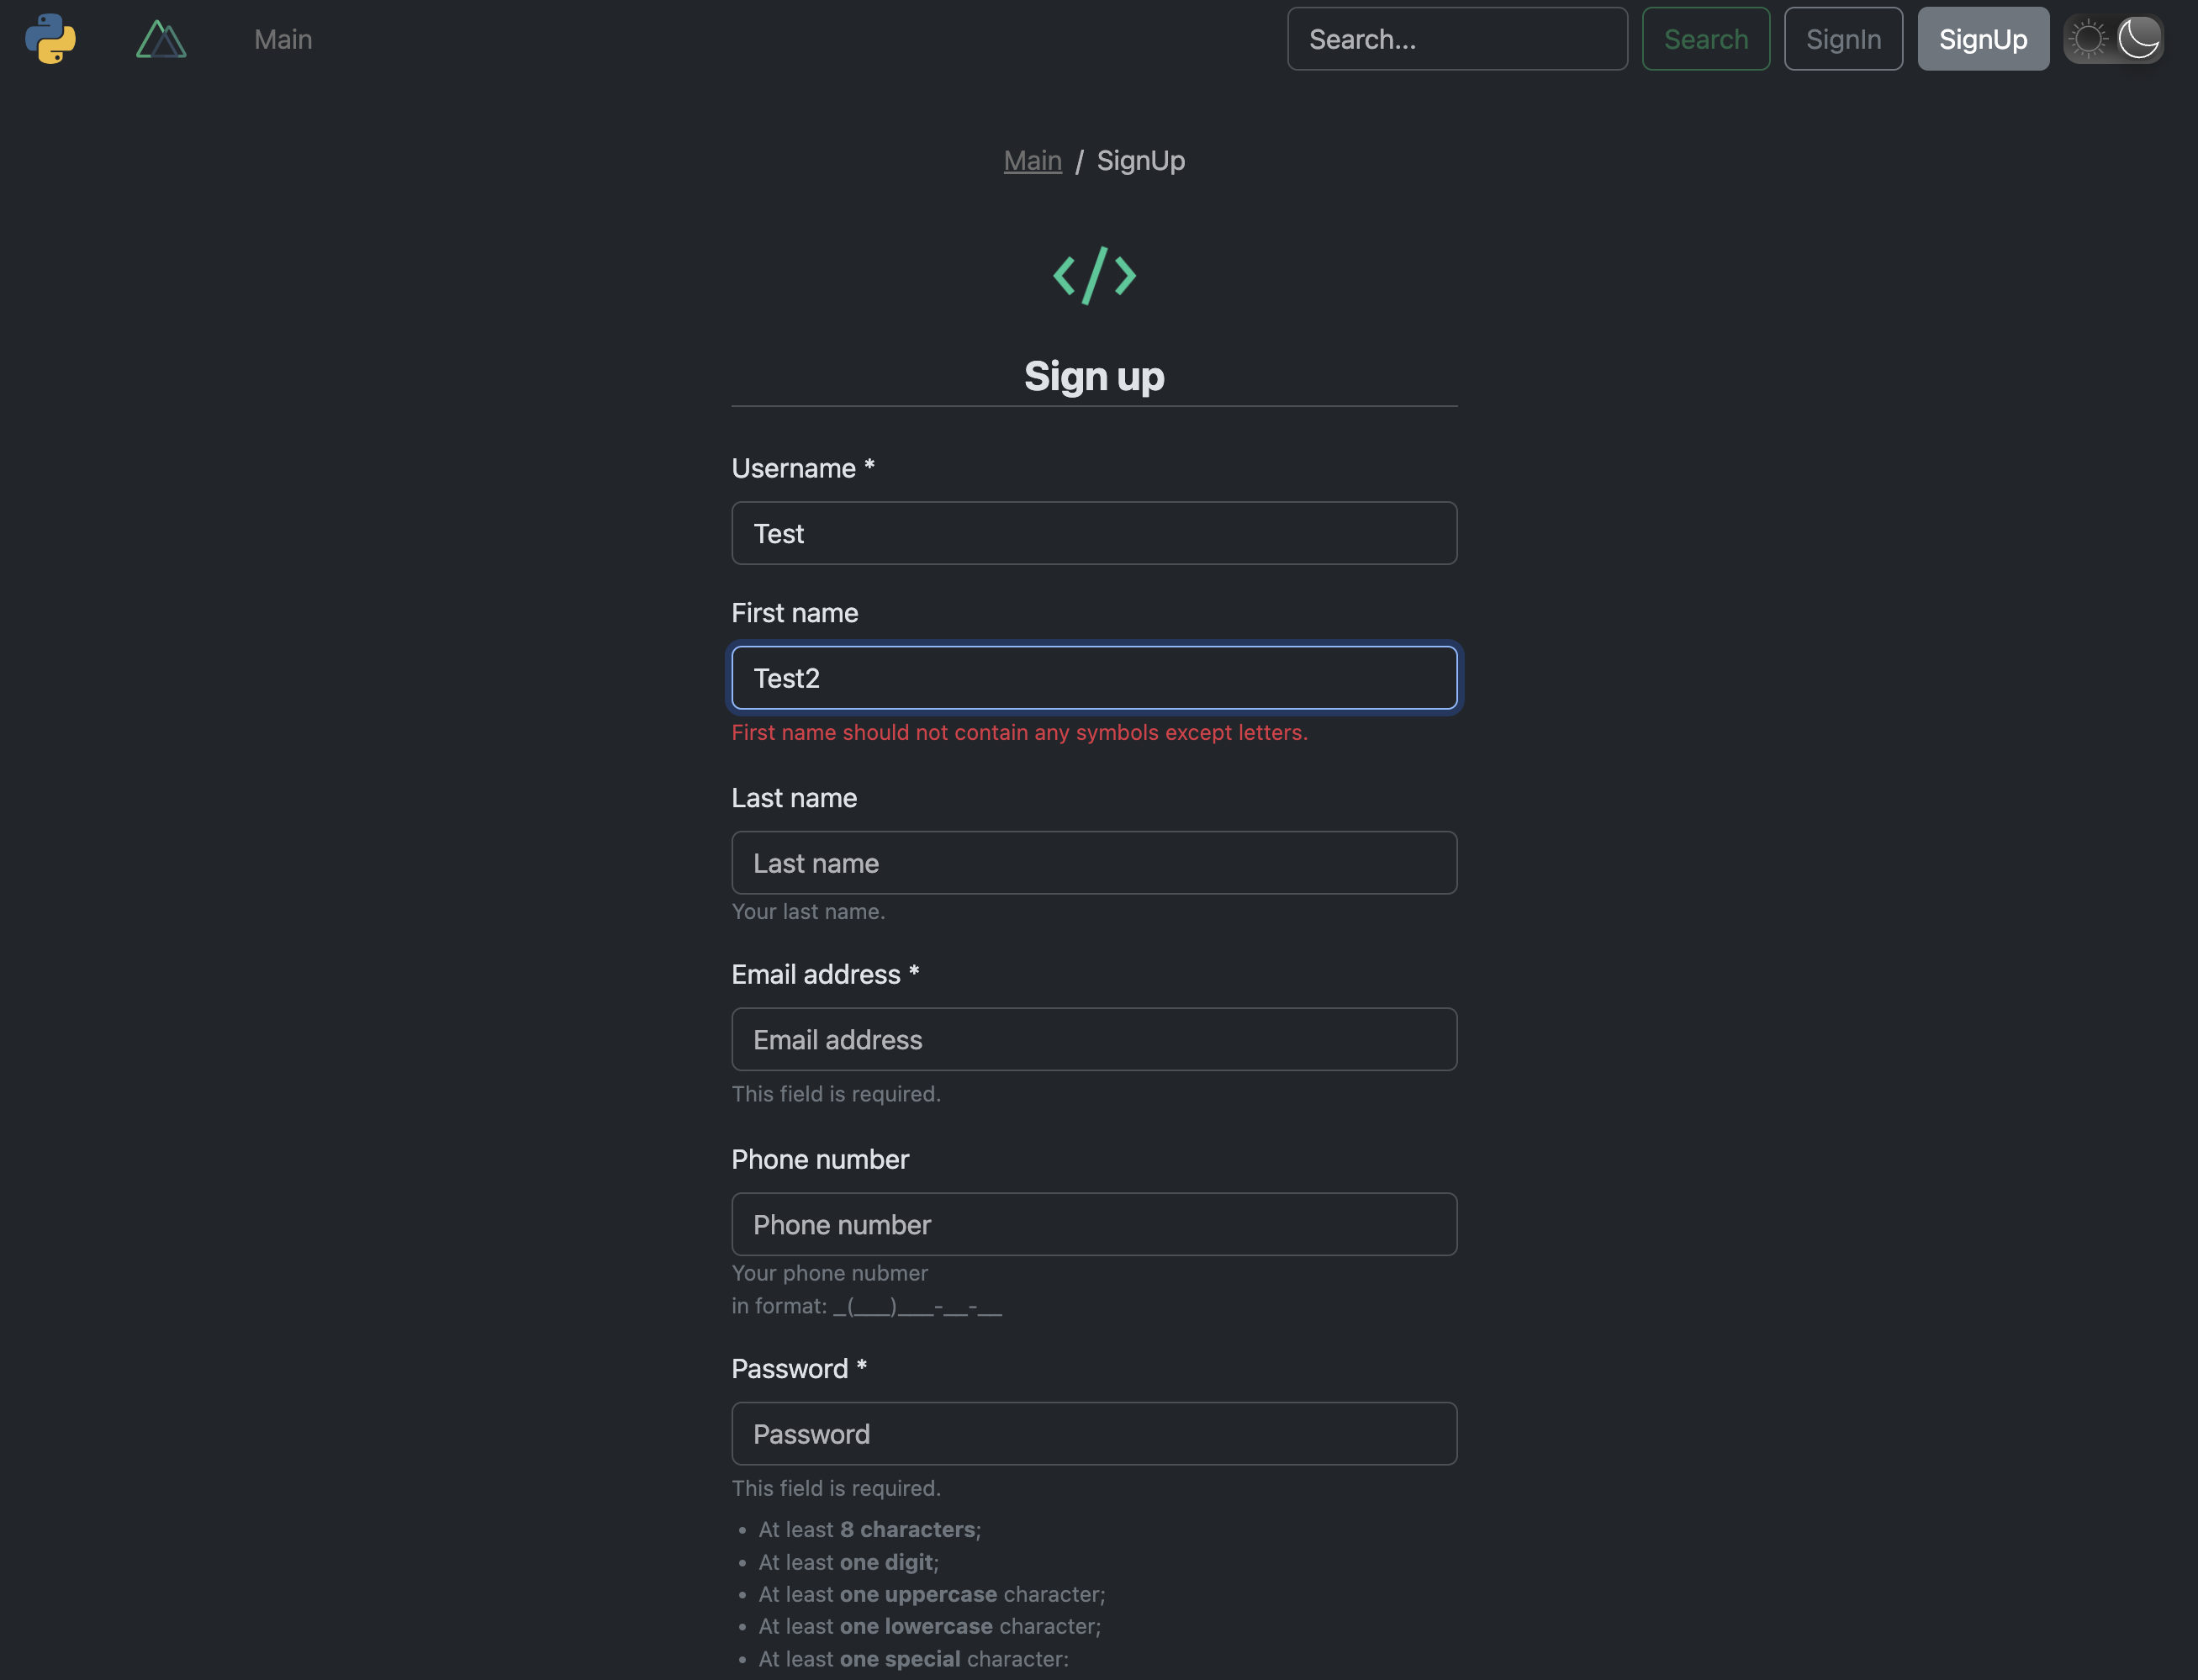 Main
Search...
Search
SignIn
SignUp
Main / SignUp
</>
Sign up
Username *
Test
First name
Test2
First name should not contain any symbols except letters.
Last name
Last name
Your last name.
Email address *
Email address
This field is required.
Phone number
Phone number
Your phone nubmer
in format: _(___)___-__-__
Password *
Password
This field is required.
• At least 8 characters;
• At least one digit;
• At least one uppercase character;
• At least one lowercase character;
• At least one special character: